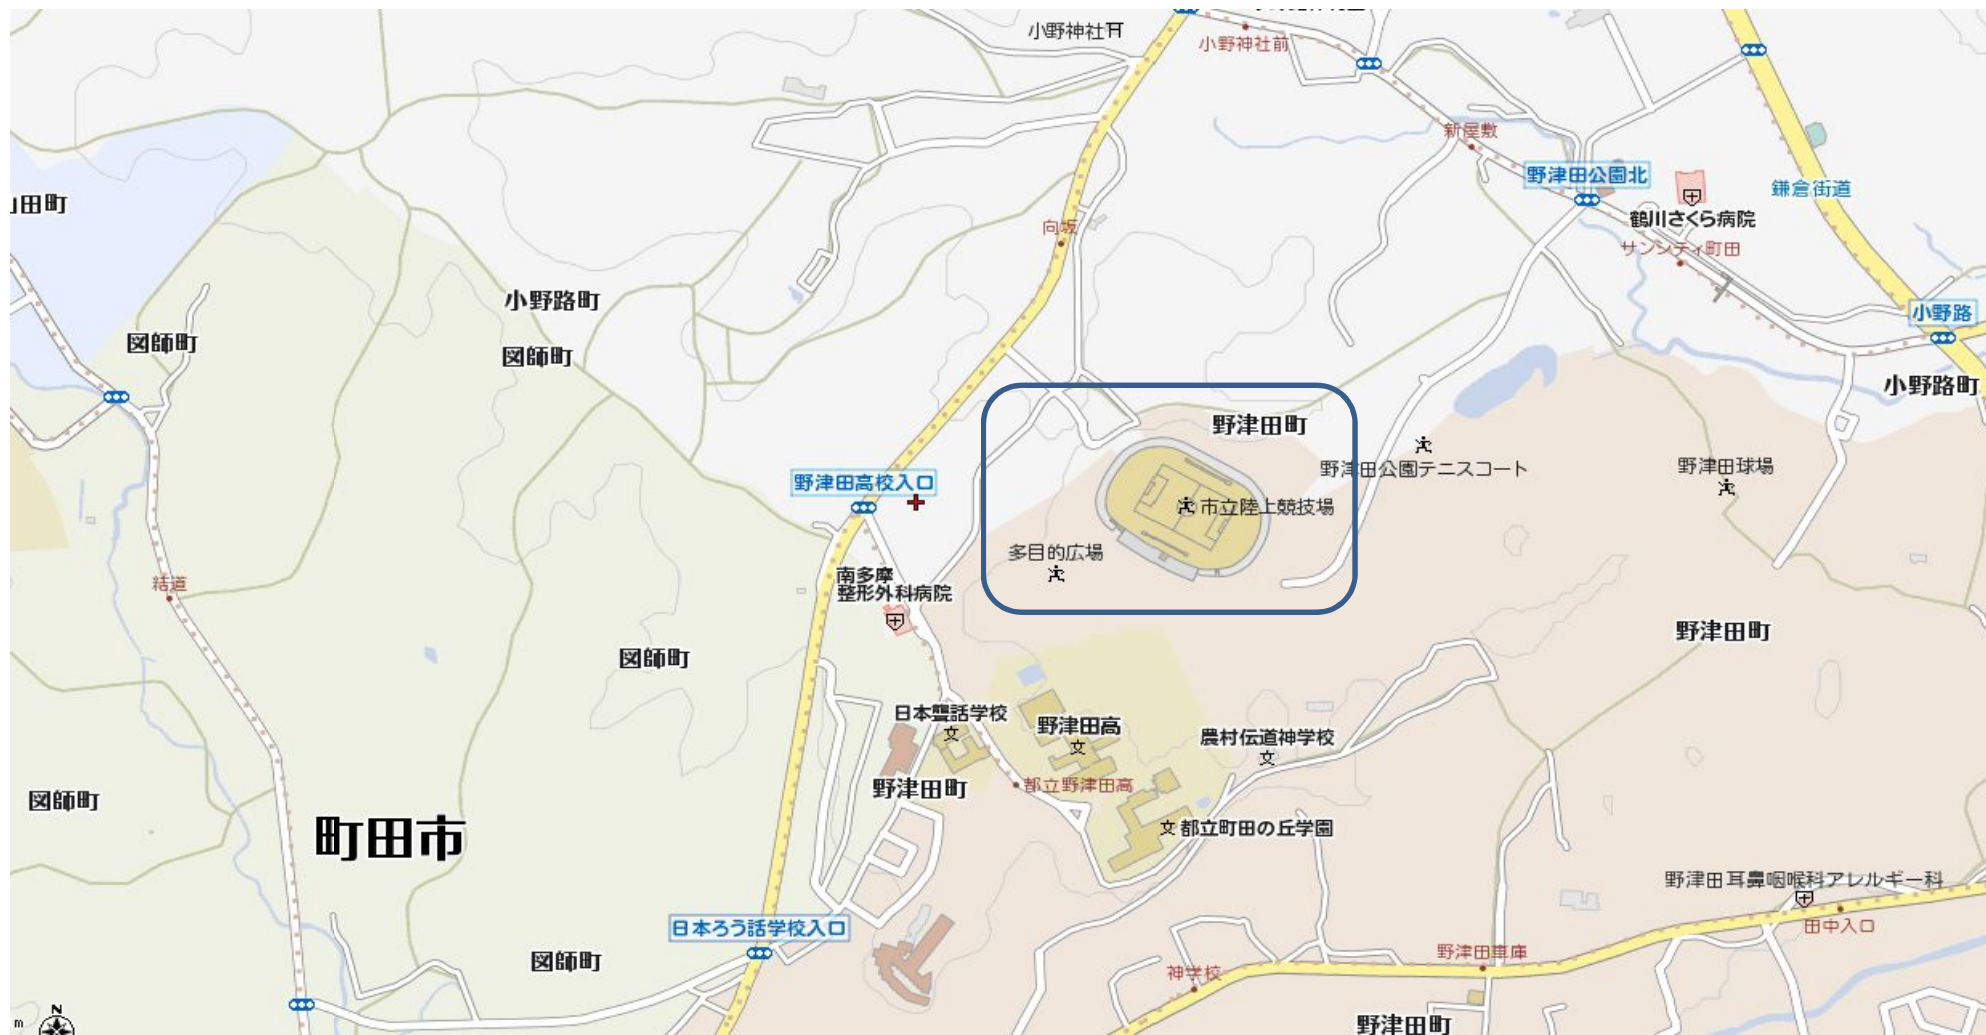 小野神社
小野神社前
新屋敷
野津田公園北
鎌倉街道
鶴川さくら病院
向坂
サンシティ町田
小野路町
小野路
図師町
図師町
小野路町
野津田町
野津田公園テニスコート
野津田球場
野津田高校入口
市立陸上競技場
多目的広場
南多摩
整形外科病院
結道
野津田町
図師町
日本聾話学校
野津田高
農村伝道神学校
野津田町
都立野津田高
図師町
町田市
都立町田の丘学園
野津田耳鼻咽喉科アレルギー科
日本ろう話学校入口
田中入口
図師町
野津田車庫
神学校
野津田町
N
m